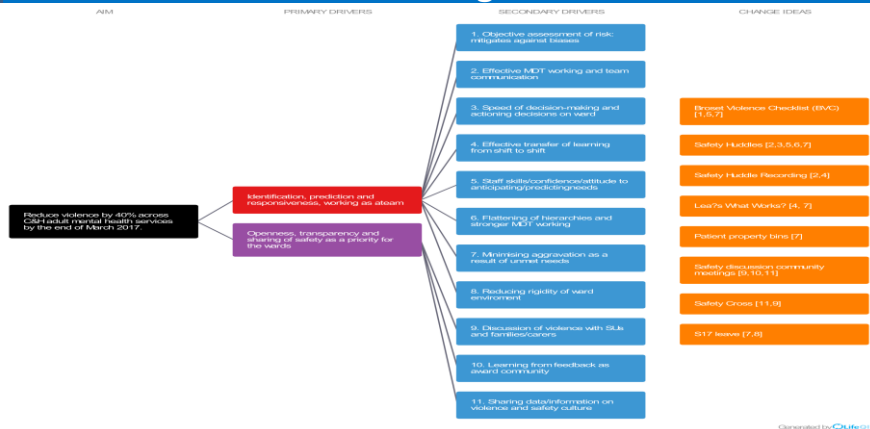 AIM
PRIMARY DRIVERS
SECONDARY DRIVERS
CHANGE IDEAS
Reduce violence by 40% across
C&H adult mental health services
by the end of March 2017.
Identification, prediction and
responsiveness, working as ateam
Openness, transparency and
sharing of safety as a priority for
the wards
1. Objective assessment of risk:
mitigates against biases
2. Effective MDT working and team
communication
3. Speed of decision-making and
actioning decisions on ward
4. Effective transfer of learning
from shift to shift
5. Staff skills/confidence/attitude to
anticipating/predictingneeds
6. Flattening of hierarchies and
stronger MDT working
7. Minimising aggravation as a
result of unmet needs
8. Reducing rigidity of ward
enviroment
9. Discussion of violence with SUs
and families/carers
10. Learning from feedback as
award community
11. Sharing data/information on
violence and safety culture
Broset Violence Checklist (BVC)
[1,5,7]
Safety Huddles [2,3,5,6,7]
Safety Huddle Recording [2,4]
Lea?s What Works? [4, 7]
Patient property bins [7]
Safety discussion community
meetings [9,10,11]
Safety Cross [11,9]
S17 leave [7,8]
Generated by QLifeQI